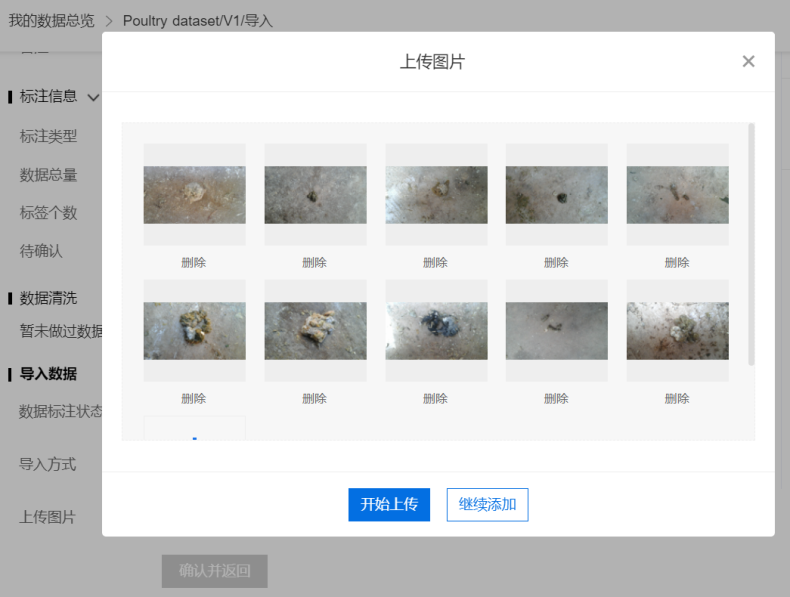 我的数据总览 > Poultry dataset/V1/导入
上传图片
标注信息
标注类型
数据总量
标签个数
待确认
数据清洗
暂未做过数据
导入数据
数据标注状态
导入方式
上传图片
删除 删除 删除 删除 删除
删除 删除 删除 删除 删除
开始上传 继续添加
确认并返回